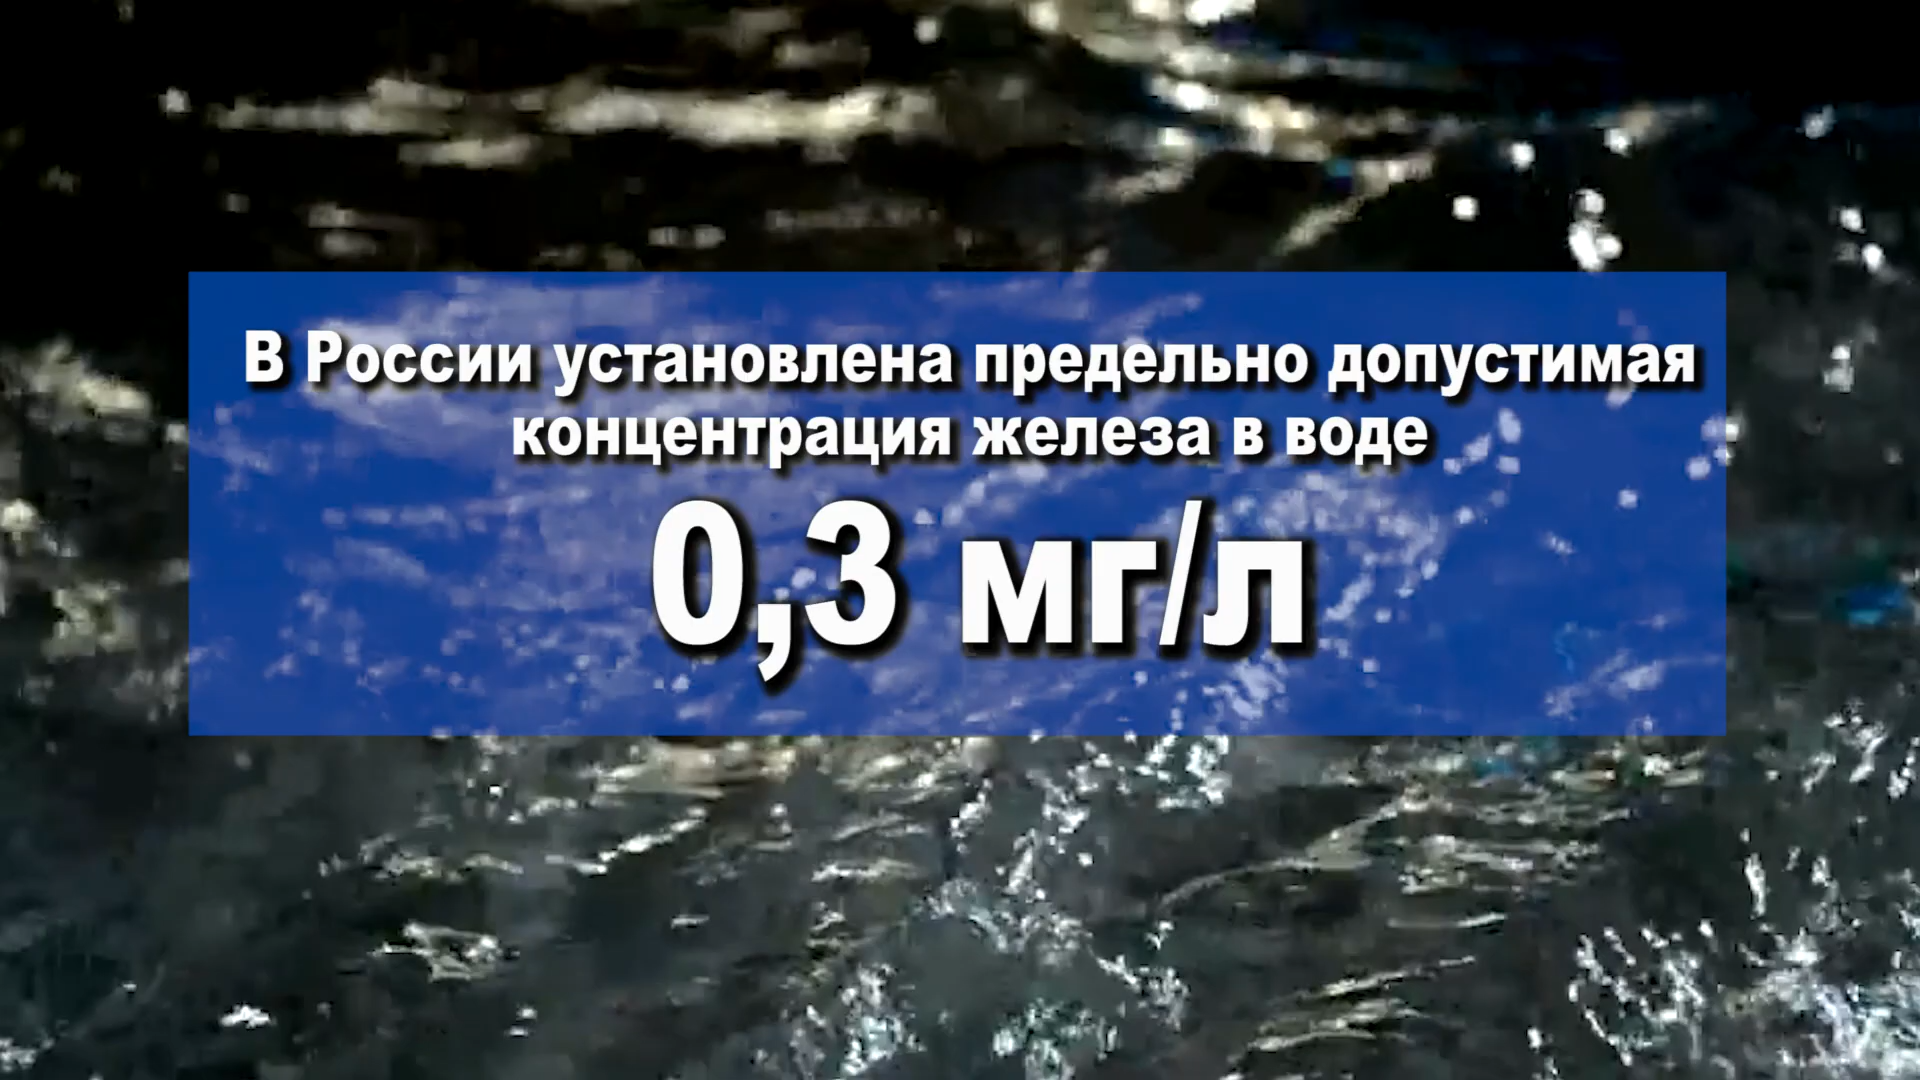 В России установлена предельно допустимая
концентрация железа в воде
0,3 мг/л